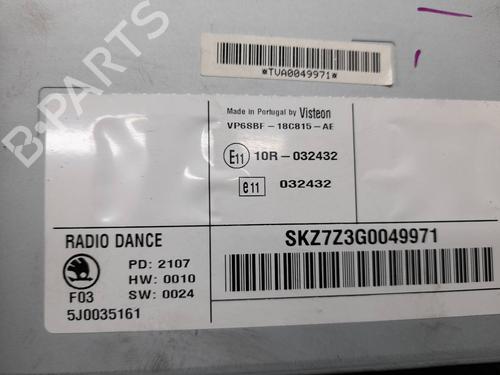 *TVA0049971*
Made in Portugal by Visteon
VP6SBF-18C815-AE
E11 10R-032432
e11 032432
RADIO DANCE
PD: 2107
HW: 0010
F03 SW: 0024
5J0035161
SKZ7Z3G0049971
B-PARTS